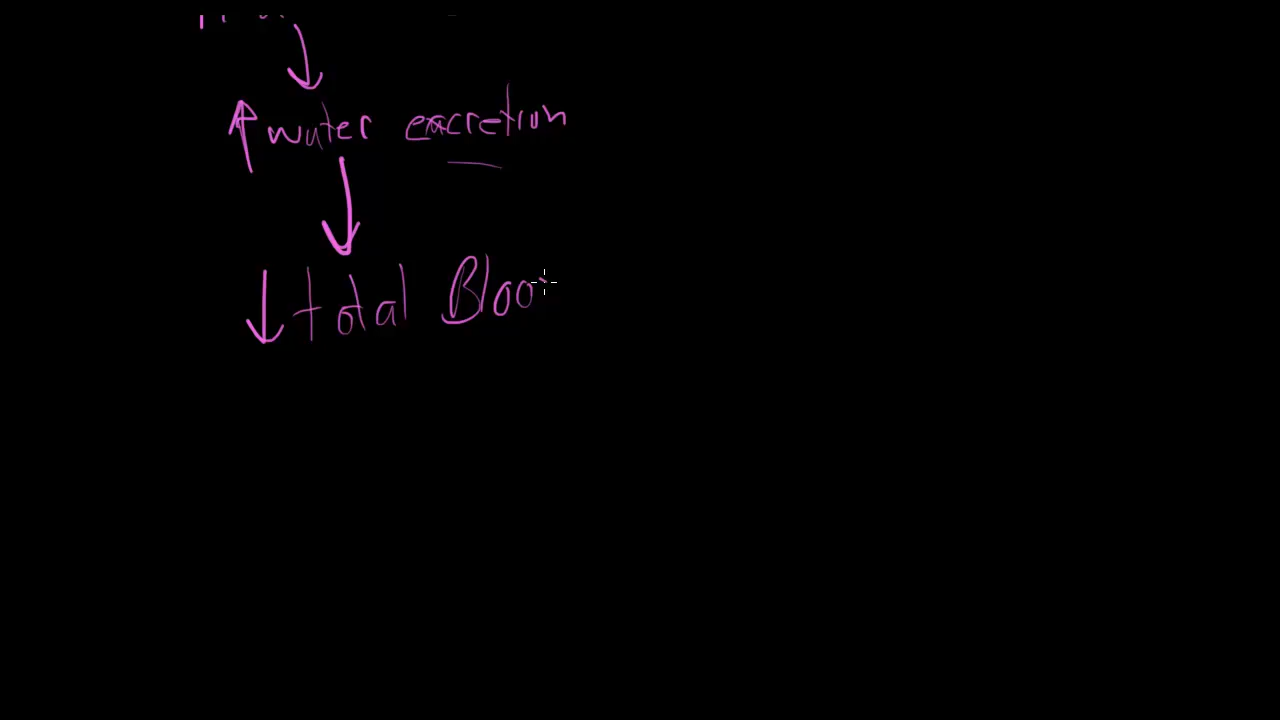 ↑ water excretion
↓ total Bloo